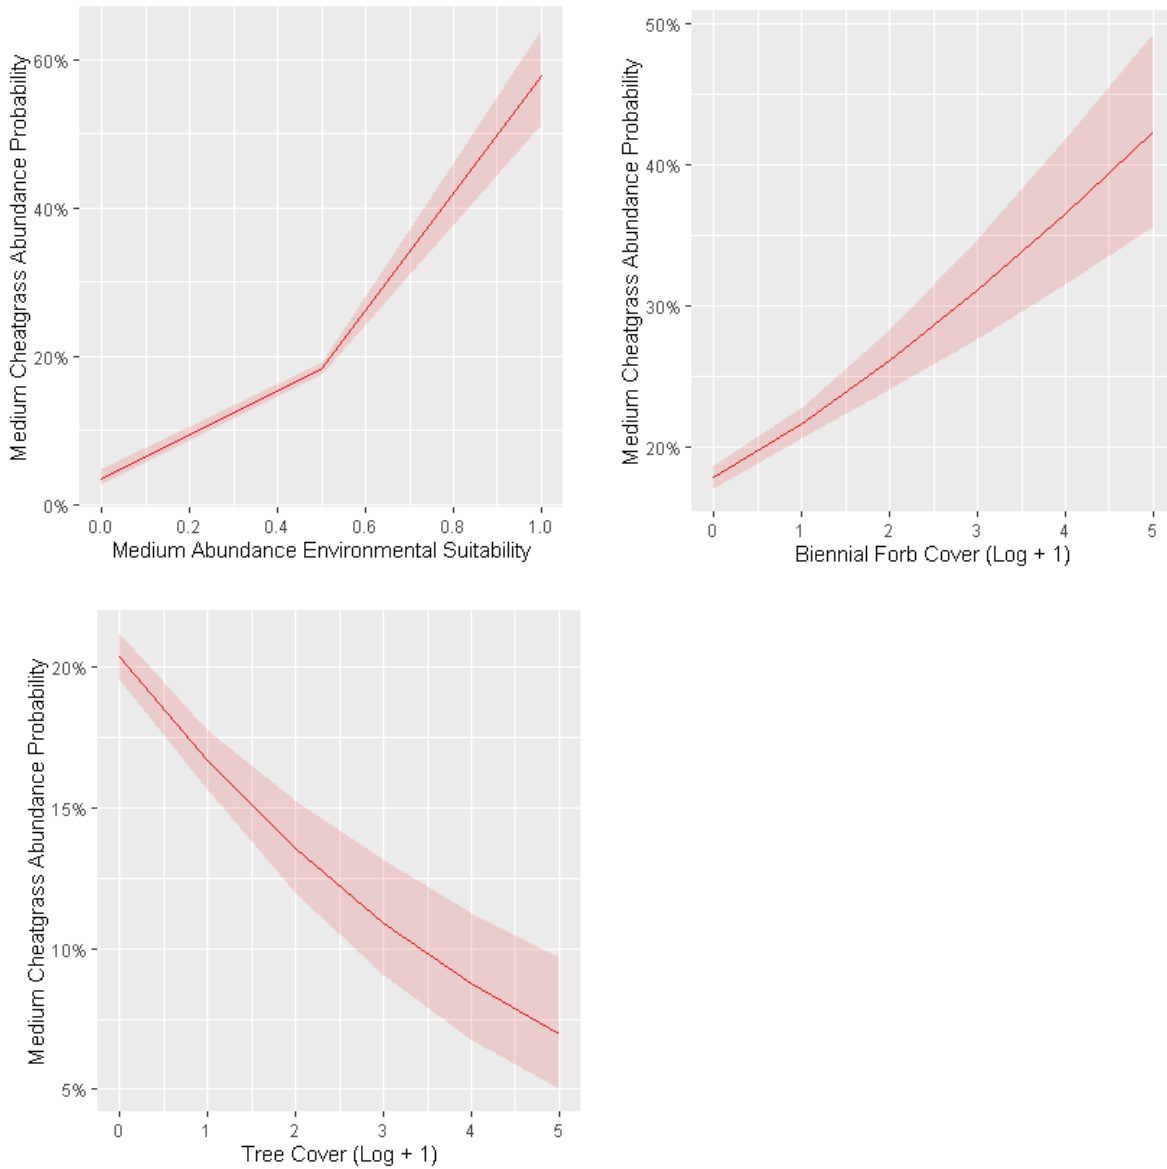 Medium Cheatgrass Abundance Probability
60%
40%
20%
0%
0.0 0.2 0.4 0.6 0.8 1.0
Medium Abundance Environmental Suitability
Medium Cheatgrass Abundance Probability
50%
40%
30%
20%
0 1 2 3 4 5
Biennial Forb Cover (Log + 1)
Medium Cheatgrass Abundance Probability
20%
15%
10%
5%
0 1 2 3 4 5
Tree Cover (Log + 1)